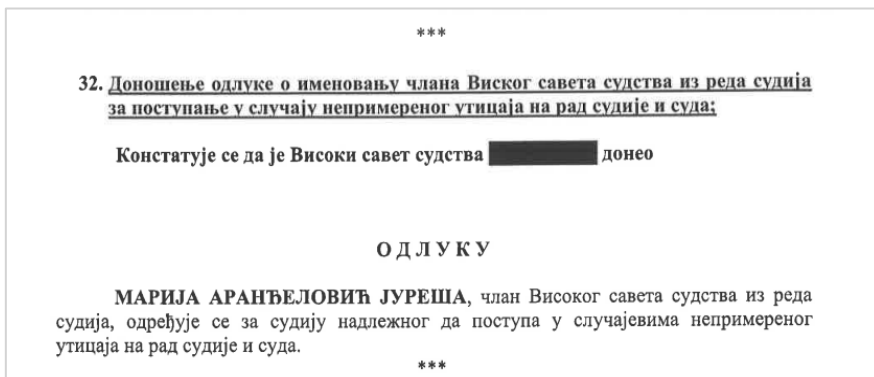 ***
32. Доношење одлуке о именовању члана Виског савета судства из реда судија
за поступање у случају непримереног утицаја на рад судије и суда;
Констатује се да је Високи савет судства донео
О Д Л У К У
МАРИЈА АРАНЂЕЛОВИЋ ЈУРЕША, члан Високог савета судства из реда
судија, одређује се за судију надлежног да поступа у случајевима непримереног
утицаја на рад судије и суда.
***